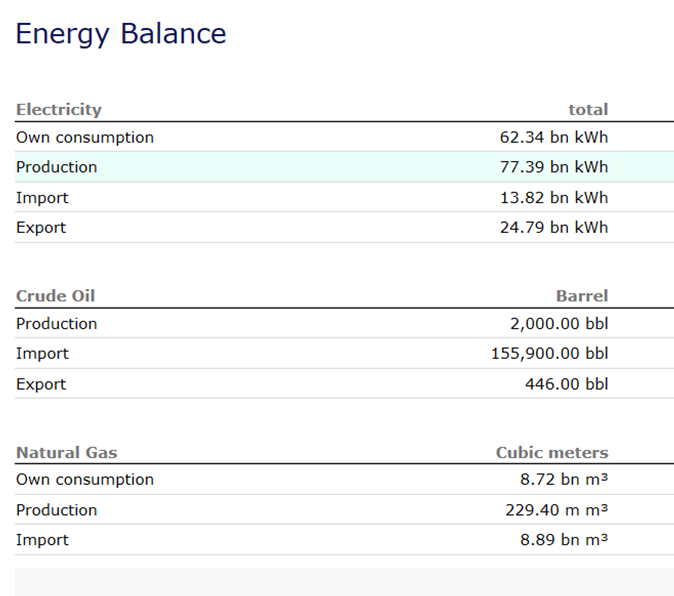 Energy Balance
Electricity total
Own consumption 62.34 bn kWh
Production 77.39 bn kWh
Import 13.82 bn kWh
Export 24.79 bn kWh
Crude Oil Barrel
Production 2,000.00 bbl
Import 155,900.00 bbl
Export 446.00 bbl
Natural Gas Cubic meters
Own consumption 8.72 bn m³
Production 229.40 m m³
Import 8.89 bn m³